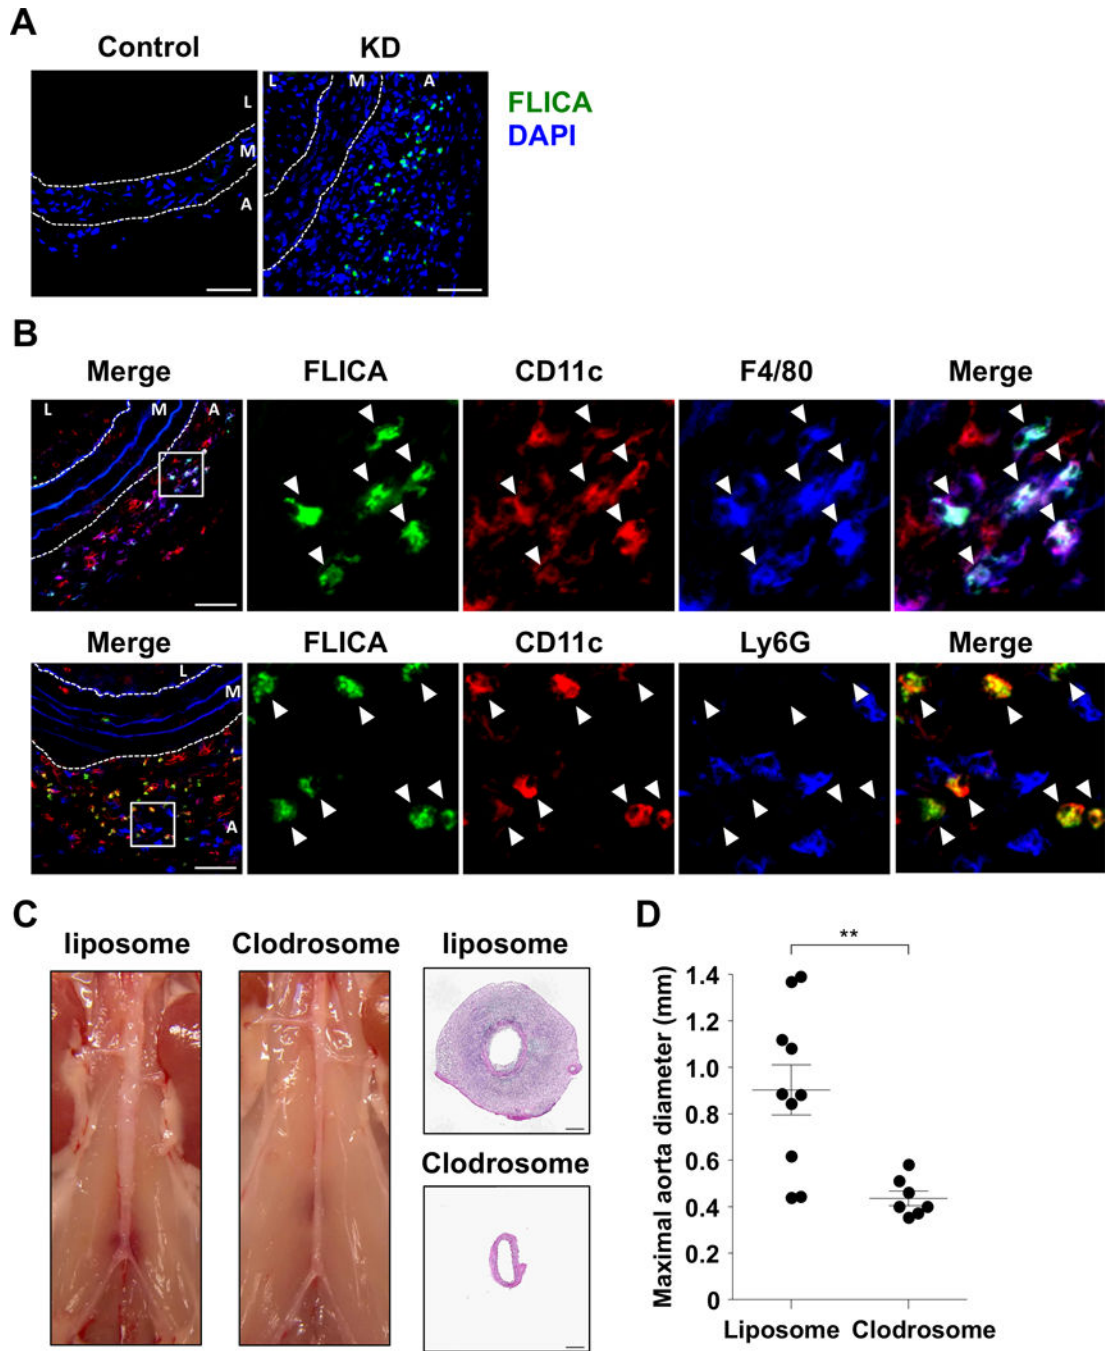 A
Control
KD
L
M
A
L
M
A
FLICA
DAPI
B
Merge
FLICA
CD11c
F4/80
Merge
L
M
A
Merge
FLICA
CD11c
Ly6G
Merge
L
M
A
C
liposome
Clodrosome
liposome
Clodrosome
D
**
Maximal aorta diameter (mm)
1.4
1.2
1.0
0.8
0.6
0.4
0.2
0
Liposome
Clodrosome